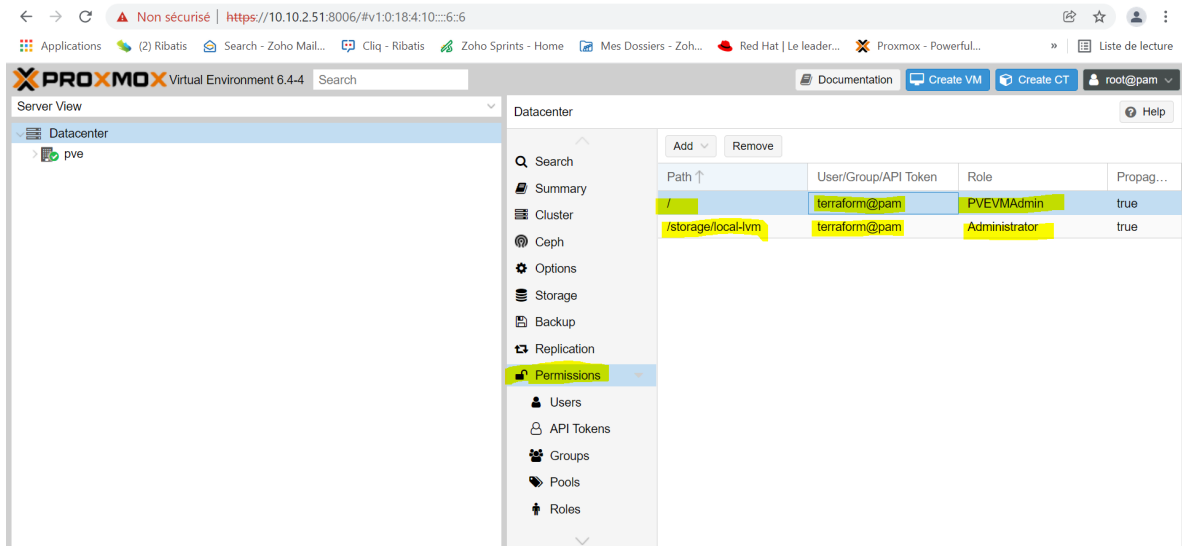 Non sécurisé | https://10.10.2.51:8006/#v1:0:18:4:10::::6::6
Applications (2) Ribatis Search - Zoho Mail... Cliq - Ribatis Zoho Sprints - Home Mes Dossiers - Zoh... Red Hat | Le leader... Proxmox - Powerful... » Liste de lecture
PROXMOX Virtual Environment 6.4-4 Search Documentation Create VM Create CT root@pam
Server View
Datacenter
pve
Datacenter Help
Search
Summary
Cluster
Ceph
Options
Storage
Backup
Replication
Permissions
Users
API Tokens
Groups
Pools
Roles
Add Remove
Path User/Group/API Token Role Propag...
/ terraform@pam PVEVMAdmin true
/storage/local-lvm terraform@pam Administrator true